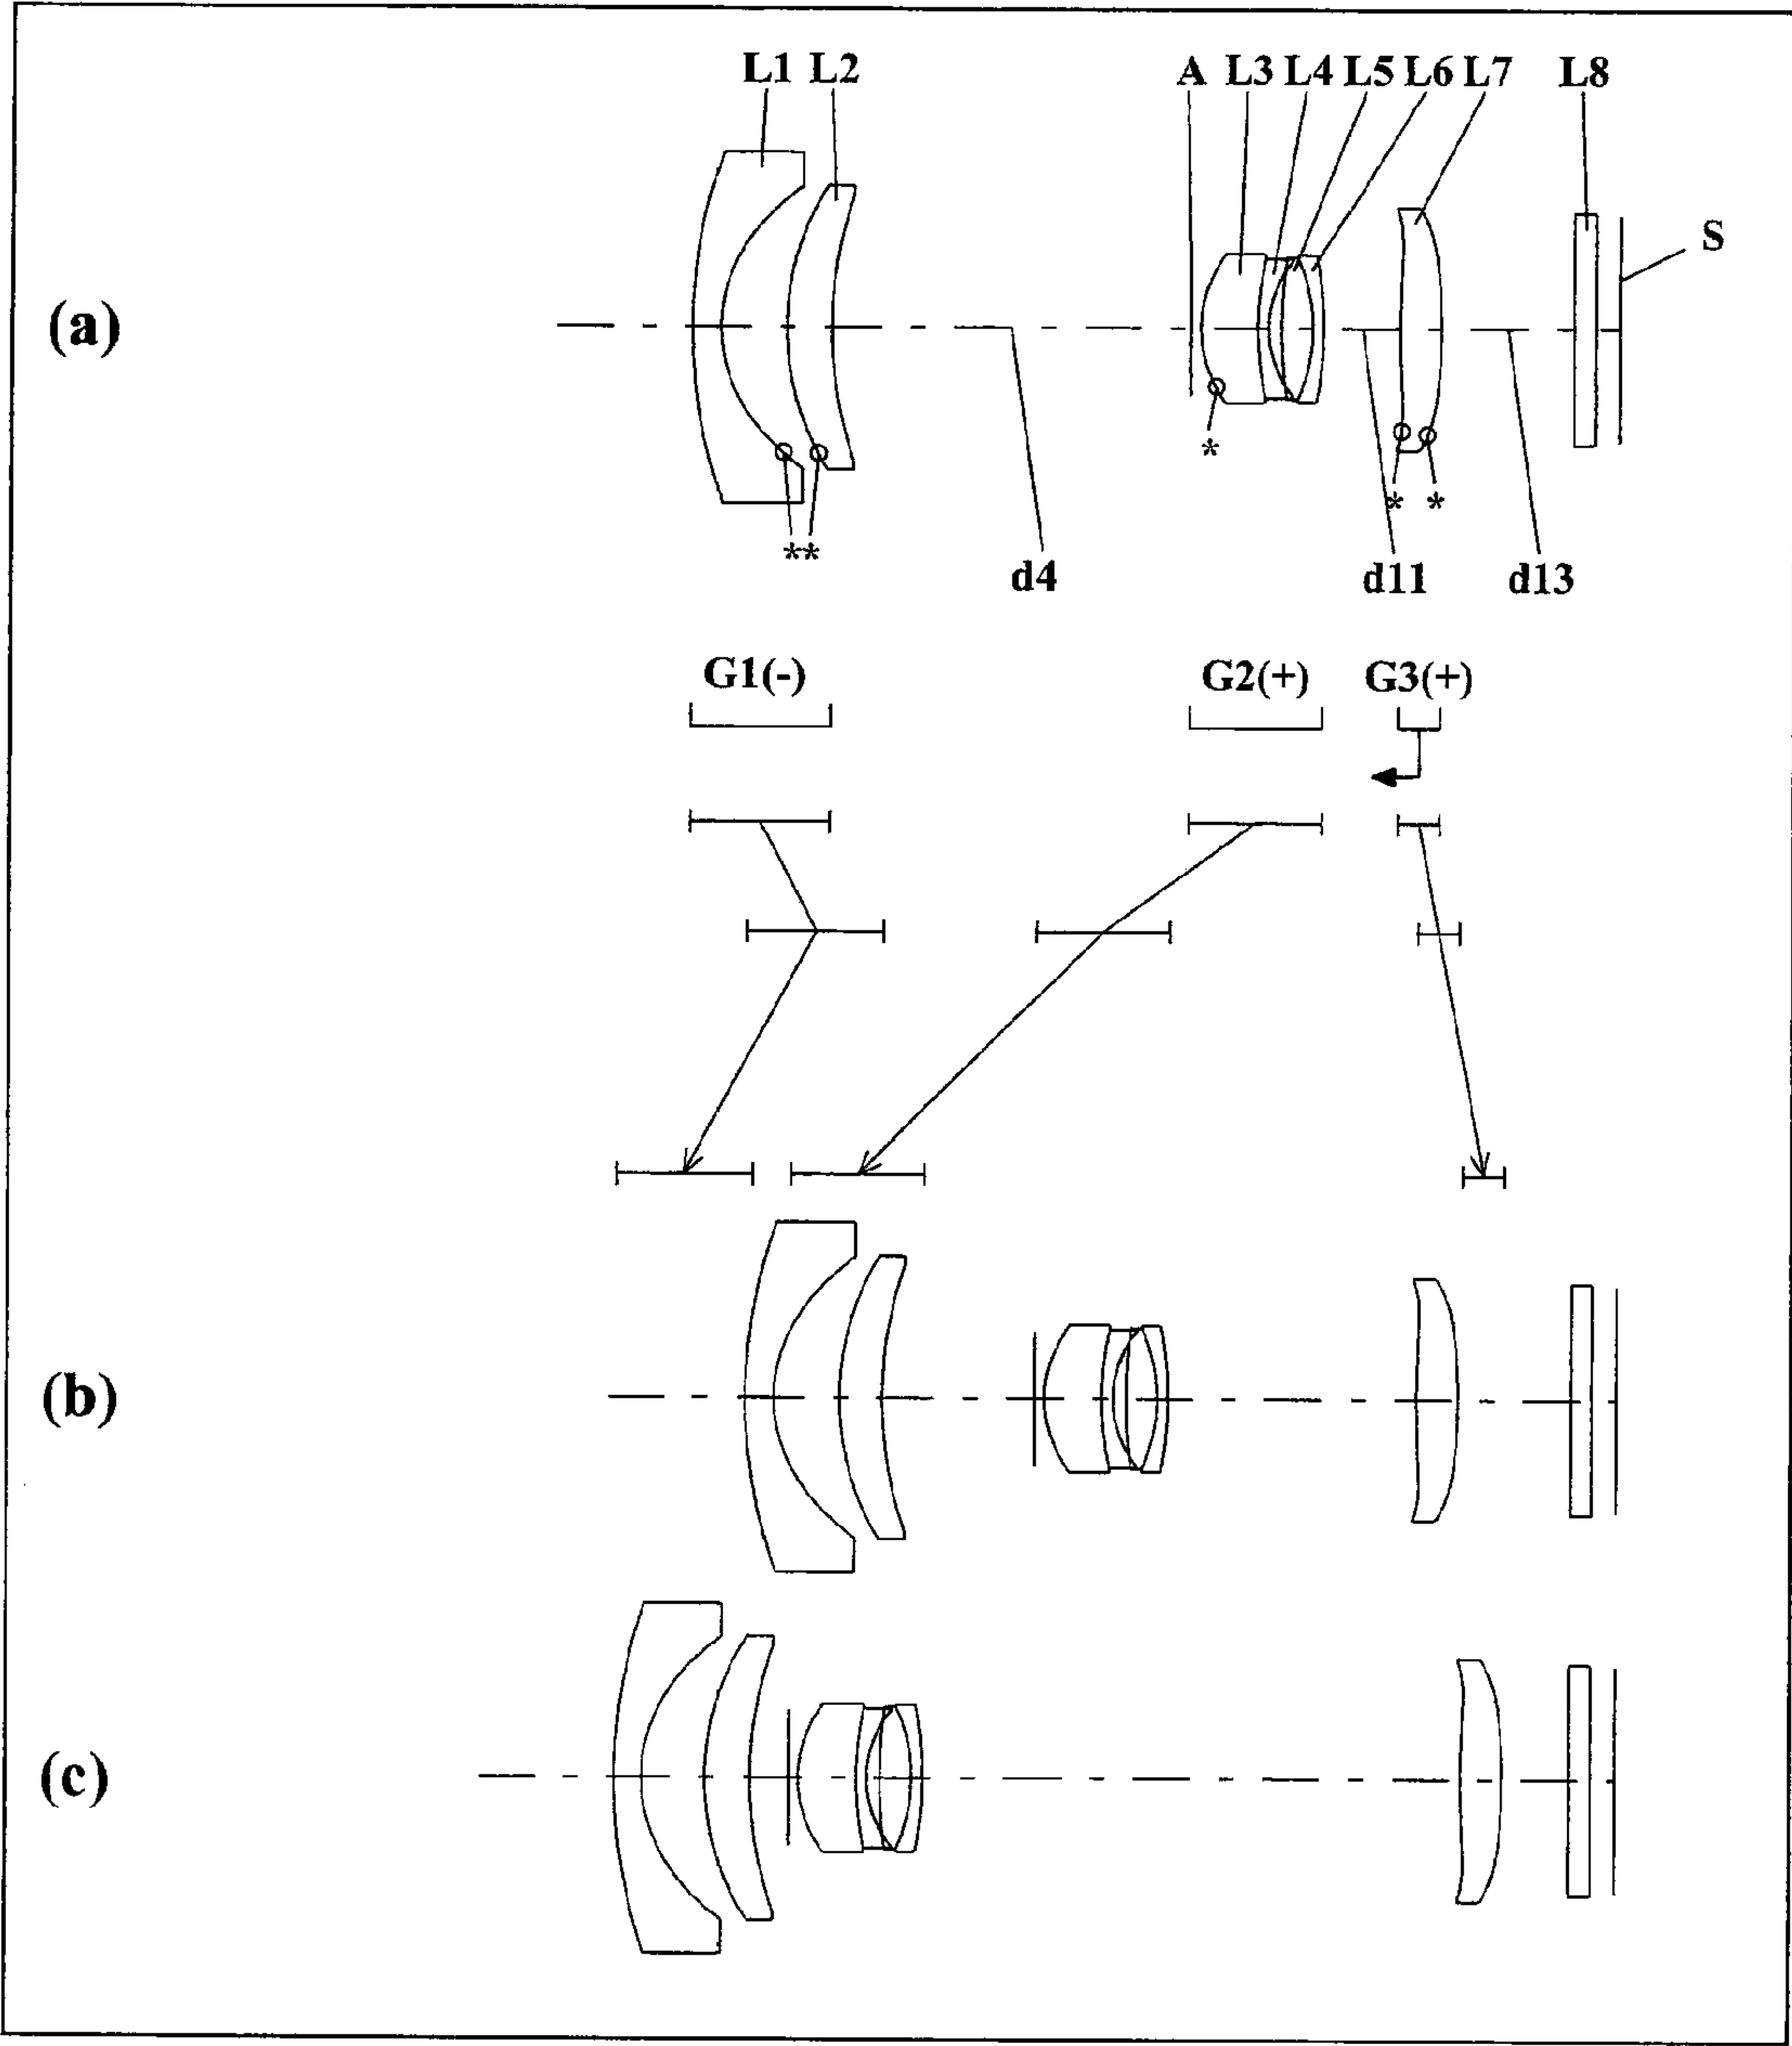 L1 L2 A L3 L4 L5 L6 L7 L8
S
(a)
*
* *
**
d4 d11 d13
G1(-) G2(+) G3(+)
(b)
(c)